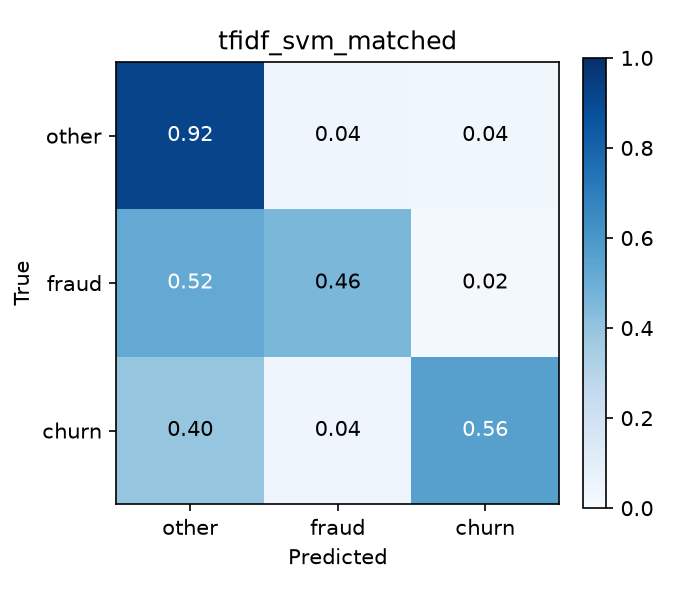 tfidf_svm_matched
other 0.92 0.04 0.04
fraud 0.52 0.46 0.02
churn 0.40 0.04 0.56
other fraud churn
Predicted
True
1.0
0.8
0.6
0.4
0.2
0.0